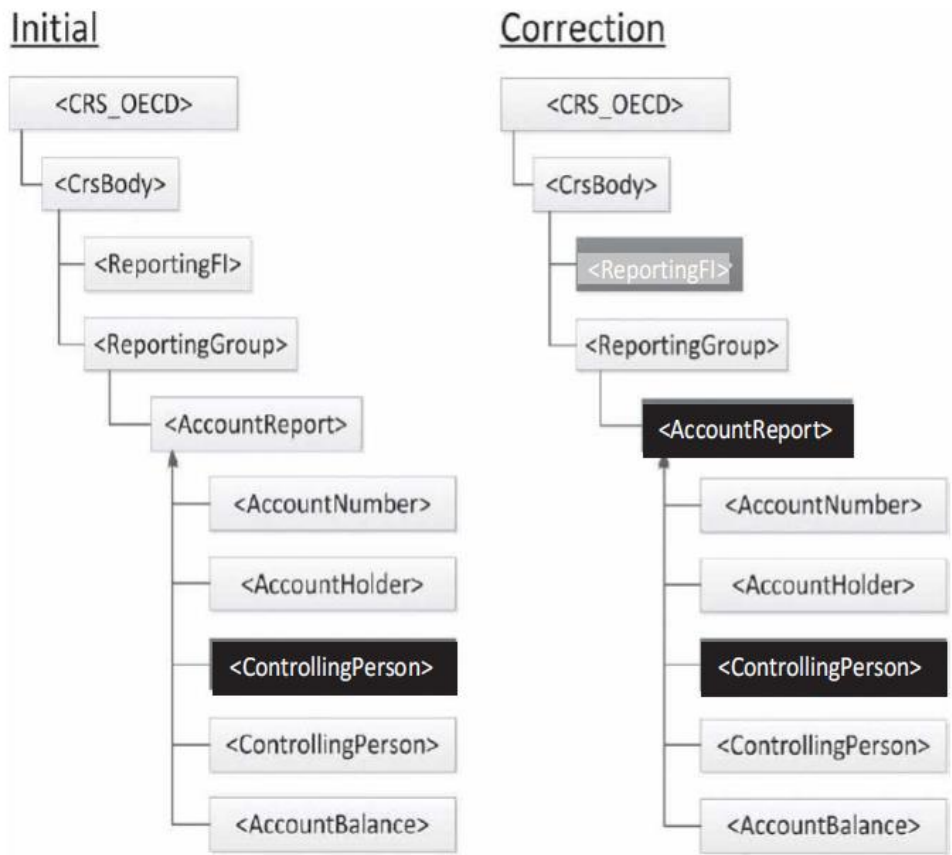 Initial
<CRS_OECD>
<CrsBody>
<ReportingFI>
<ReportingGroup>
<AccountReport>
<AccountNumber>
<AccountHolder>
<ControllingPerson>
<ControllingPerson>
<AccountBalance>
Correction
<CRS_OECD>
<CrsBody>
<ReportingFI>
<ReportingGroup>
<AccountReport>
<AccountNumber>
<AccountHolder>
<ControllingPerson>
<ControllingPerson>
<AccountBalance>